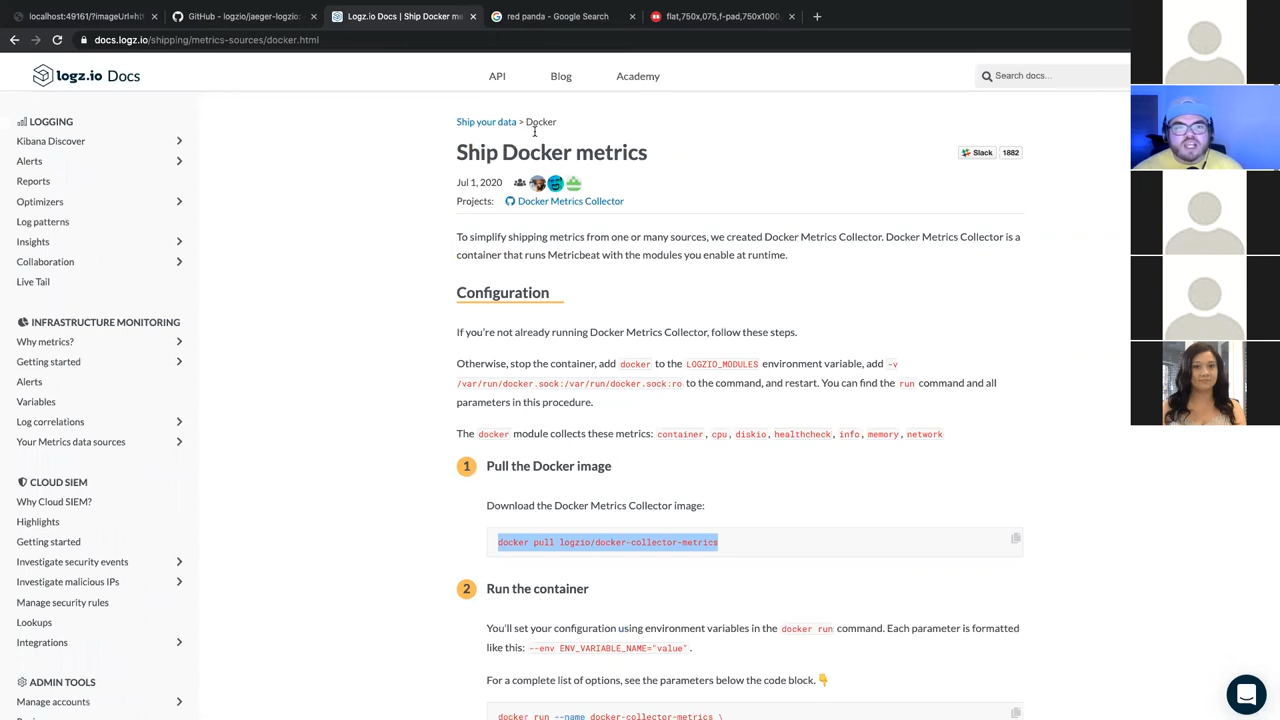 localhost:49161/?imageUrl=ht
GitHub - logzio/jaeger-logzio:
Logz.io Docs | Ship Docker me
red panda - Google Search
flat,750x,075,f-pad,750x1000,
docs.logz.io/shipping/metrics-sources/docker.html
logz.io Docs
API
Blog
Academy
Search docs...
LOGGING
Kibana Discover
Alerts
Reports
Optimizers
Log patterns
Insights
Collaboration
Live Tail
INFRASTRUCTURE MONITORING
Why metrics?
Getting started
Alerts
Variables
Log correlations
Your Metrics data sources
CLOUD SIEM
Why Cloud SIEM?
Highlights
Getting started
Investigate security events
Investigate malicious IPs
Manage security rules
Lookups
Integrations
ADMIN TOOLS
Manage accounts
Ship your data > Docker
Ship Docker metrics
Slack 1882
Jul 1, 2020
Projects: Docker Metrics Collector
To simplify shipping metrics from one or many sources, we created Docker Metrics Collector. Docker Metrics Collector is a
container that runs Metricbeat with the modules you enable at runtime.
Configuration
If you're not already running Docker Metrics Collector, follow these steps.
Otherwise, stop the container, add docker to the LOGZIO_MODULES environment variable, add -v
/var/run/docker.sock:/var/run/docker.sock:ro to the command, and restart. You can find the run command and all
parameters in this procedure.
The docker module collects these metrics: container, cpu, diskio, healthcheck, info, memory, network
1 Pull the Docker image
Download the Docker Metrics Collector image:
docker pull logzio/docker-collector-metrics
2 Run the container
You'll set your configuration using environment variables in the docker run command. Each parameter is formatted
like this: --env ENV_VARIABLE_NAME="value".
For a complete list of options, see the parameters below the code block. 👇
docker run --name docker-collector-metrics \